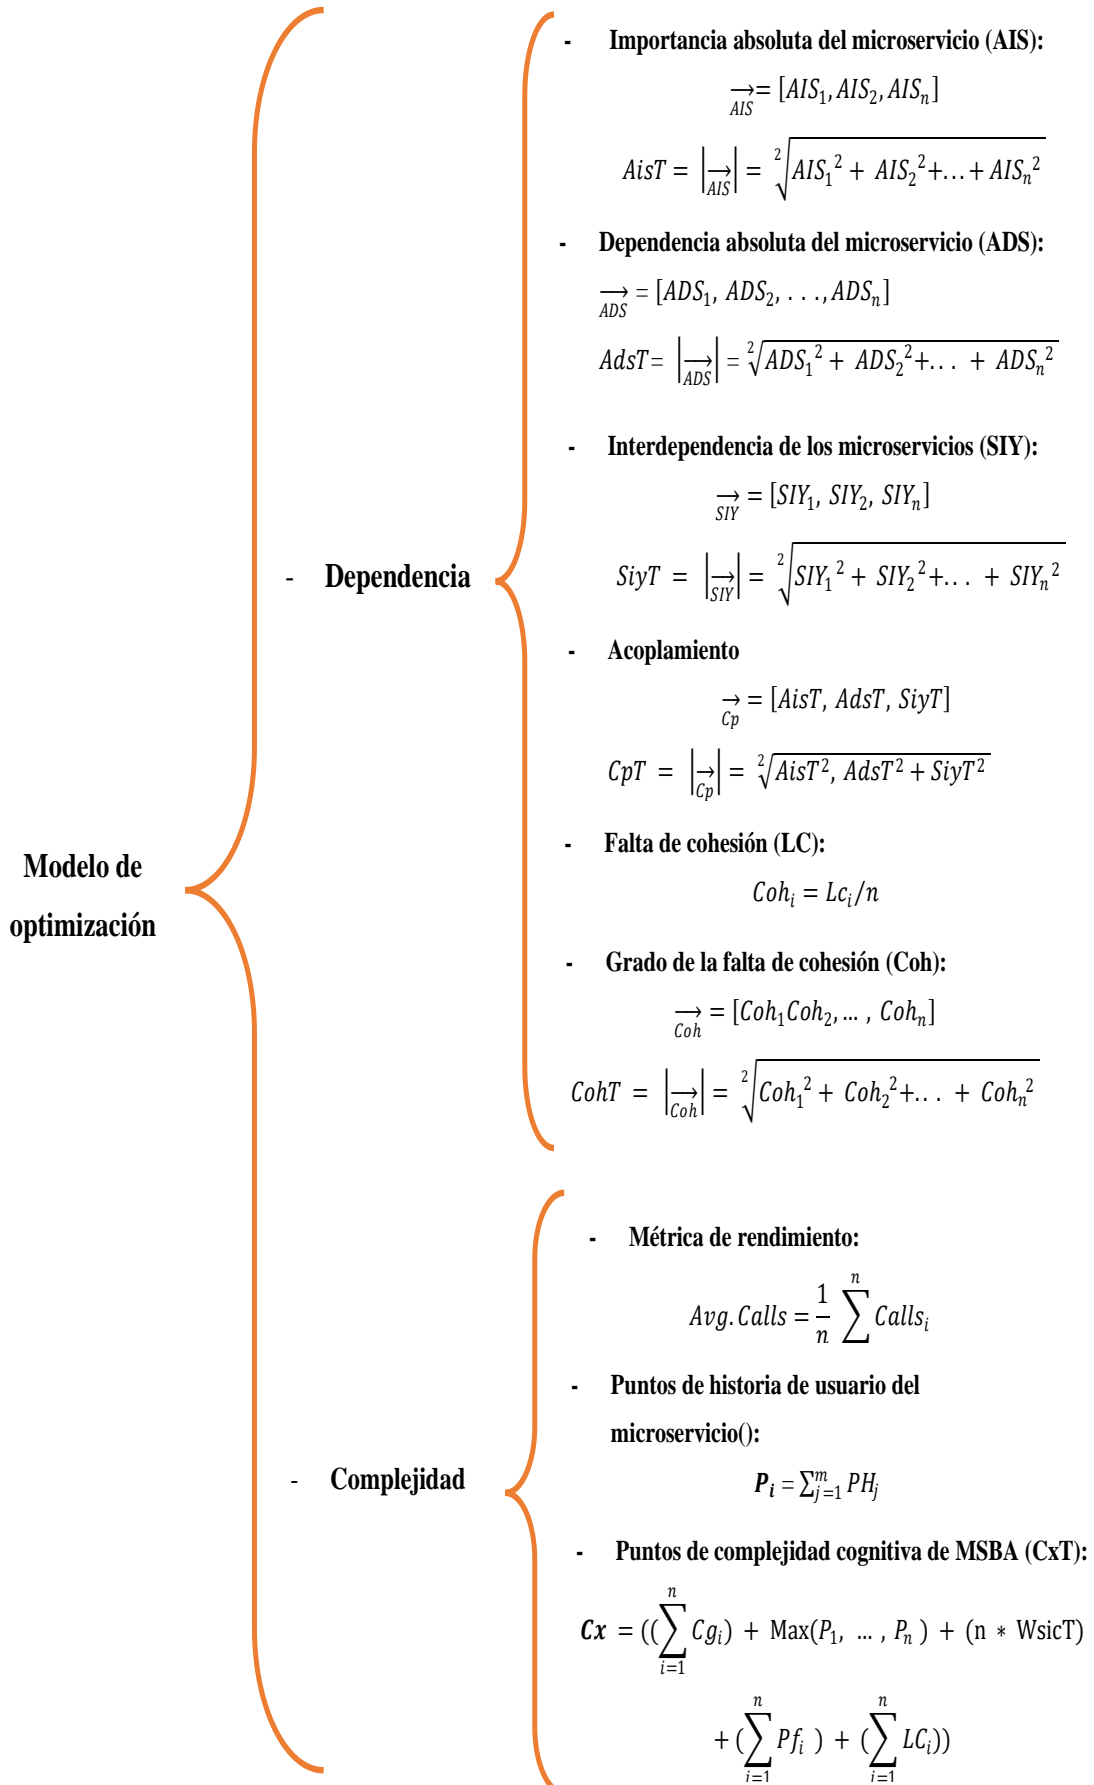 - Importancia absoluta del microservicio (AIS):
→AIS = [AIS₁, AIS₂, AISₙ]
AisT = |→AIS| = ²√(AIS₁² + AIS₂²+...+ AISₙ²)
- Dependencia absoluta del microservicio (ADS):
→ADS = [ADS₁, ADS₂, . . . , ADSₙ]
AdsT = |→ADS| = ²√(ADS₁² + ADS₂²+. . . + ADSₙ²)
- Interdependencia de los microservicios (SIY):
→SIY = [SIY₁, SIY₂, SIYₙ]
SiyT = |→SIY| = ²√(SIY₁² + SIY₂²+. . . + SIYₙ²)
- Dependencia
- Acoplamiento
→Cp = [AisT, AdsT, SiyT]
CpT = |→Cp| = ²√(AisT², AdsT² + SiyT²)
- Falta de cohesión (LC):
Cohᵢ = Lcᵢ/n
Modelo de
optimización
- Grado de la falta de cohesión (Coh):
→Coh = [Coh₁Coh₂, ... , Cohₙ]
CohT = |→Coh| = ²√(Coh₁² + Coh₂²+. . . + Cohₙ²)
- Métrica de rendimiento:
Avg. Calls = 1/n ∑ⁿ Callsᵢ
- Puntos de historia de usuario del
microservicio():
Pᵢ = ∑ⱼ₌₁ᵐ PHⱼ
- Complejidad
- Puntos de complejidad cognitiva de MSBA (CxT):
Cx = ((∑ᵢ₌₁ⁿ Cgᵢ) + Max(P₁, ... , Pₙ ) + (n * WsicT)
+ (∑ᵢ₌₁ⁿ Pfᵢ ) + (∑ᵢ₌₁ⁿ LCᵢ))